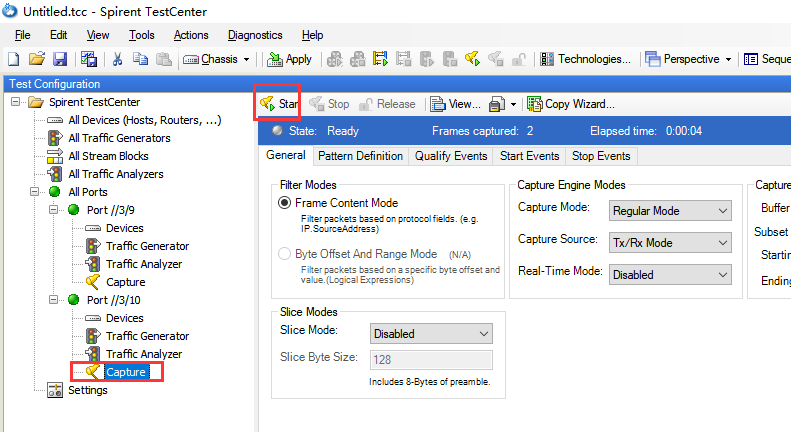 Untitled.tcc - Spirent TestCenter
File Edit View Tools Actions Diagnostics Help
Chassis Apply Technologies... Perspective Seque
Test Configuration
Spirent TestCenter
All Devices (Hosts, Routers, ...)
All Traffic Generators
All Stream Blocks
All Traffic Analyzers
All Ports
Port //3/9
Devices
Traffic Generator
Traffic Analyzer
Capture
Port //3/10
Devices
Traffic Generator
Traffic Analyzer
Capture
Settings
Start Stop Release View... Copy Wizard...
State: Ready Frames captured: 2 Elapsed time: 0:00:04
General Pattern Definition Qualify Events Start Events Stop Events
Filter Modes
Frame Content Mode
Filter packets based on protocol fields. (e.g.
IP.SourceAddress)
Byte Offset And Range Mode (N/A)
Filter packets based on a specific byte offset and
value.(Logical Expressions)
Capture Engine Modes
Capture Mode: Regular Mode
Capture Source: Tx/Rx Mode
Real-Time Mode: Disabled
Captu
Buffer
Subset
Startin
Ending
Slice Modes
Slice Mode: Disabled
Slice Byte Size: 128
Includes 8-Bytes of preamble.